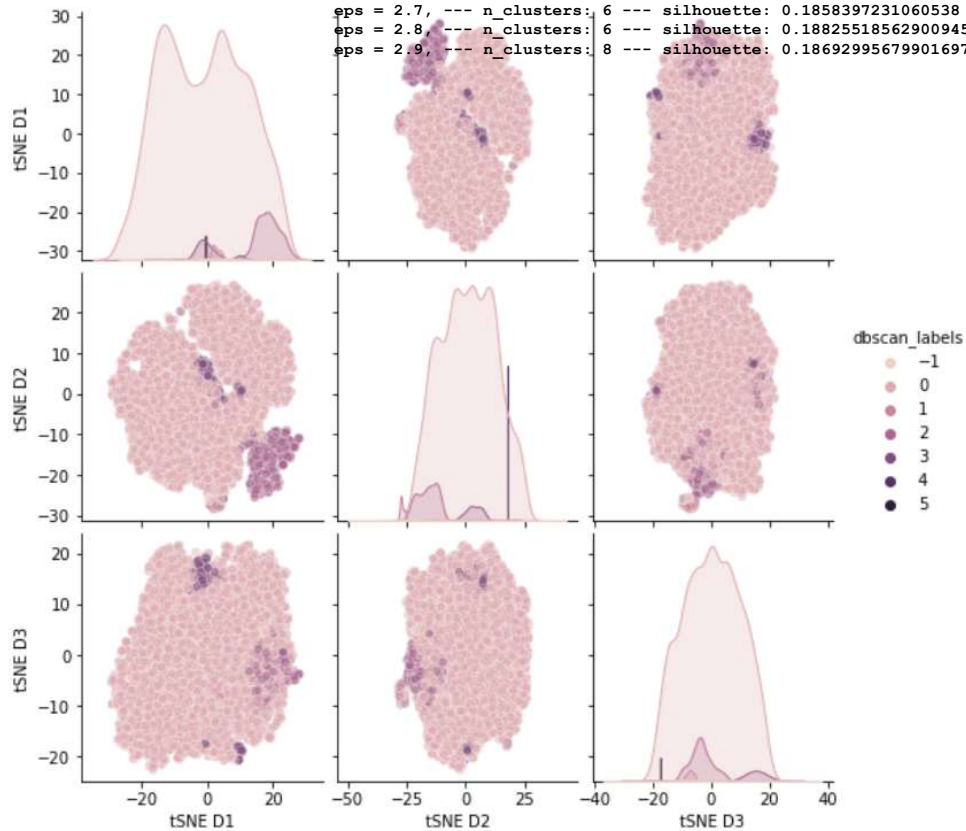 eps = 2.7, --- n_clusters: 6 --- silhouette: 0.1858397231060538
eps = 2.8, --- n_clusters: 6 --- silhouette: 0.18825518562900945
eps = 2.9, --- n_clusters: 8 --- silhouette: 0.18692995679901697
tSNE D1
30
20
10
0
−10
−20
−30
tSNE D2
20
10
0
−10
−20
−30
dbscan_labels
−1
0
1
2
3
4
5
tSNE D3
20
10
0
−10
−20
−20 0 20
−50 −25 0 25
−40 −20 0 20 40
tSNE D1
tSNE D2
tSNE D3